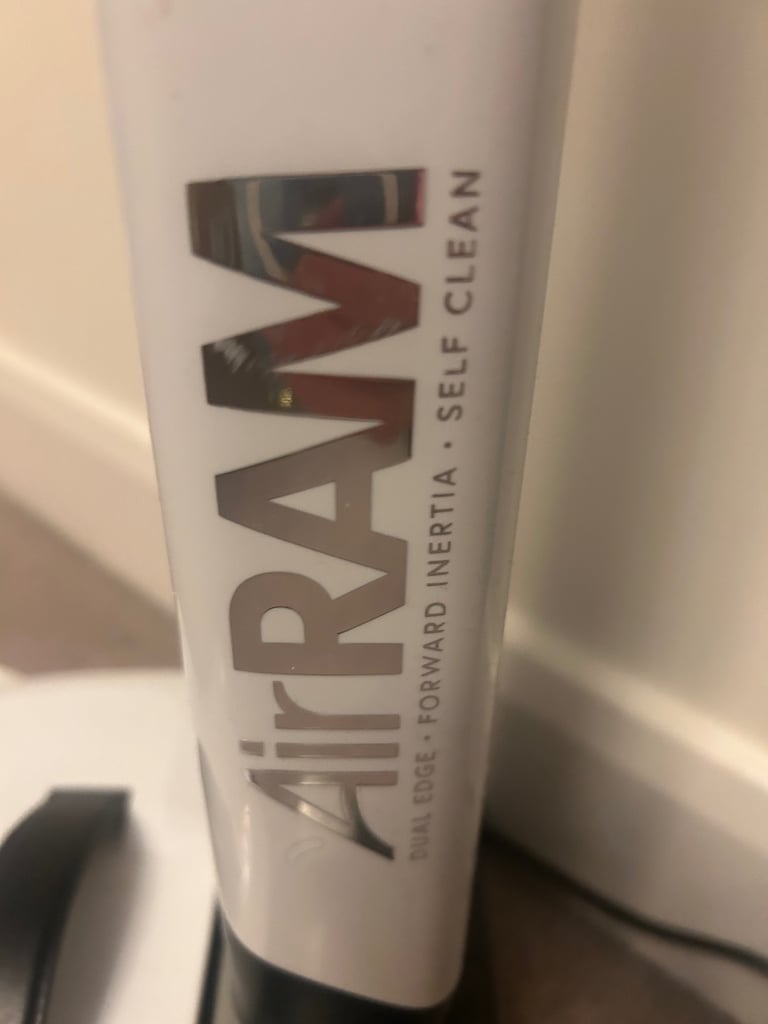 AirRAM
DUAL EDGE • FORWARD INERTIA • SELF CLEAN